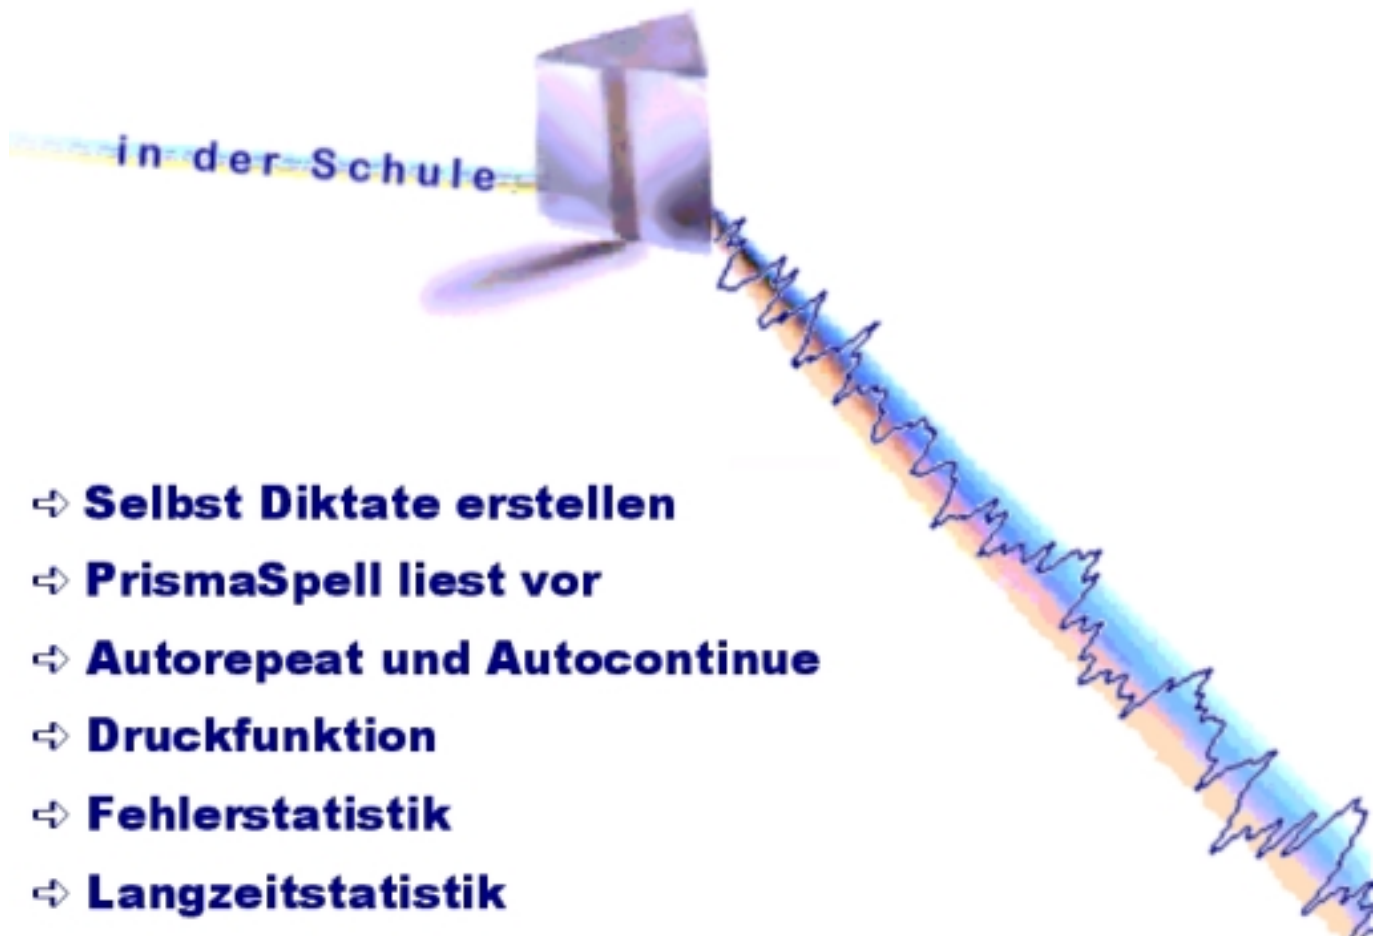 in der Schule
➪ Selbst Diktate erstellen
➪ PrismaSpell liest vor
➪ Autorepeat und Autocontinue
➪ Druckfunktion
➪ Fehlerstatistik
➪ Langzeitstatistik